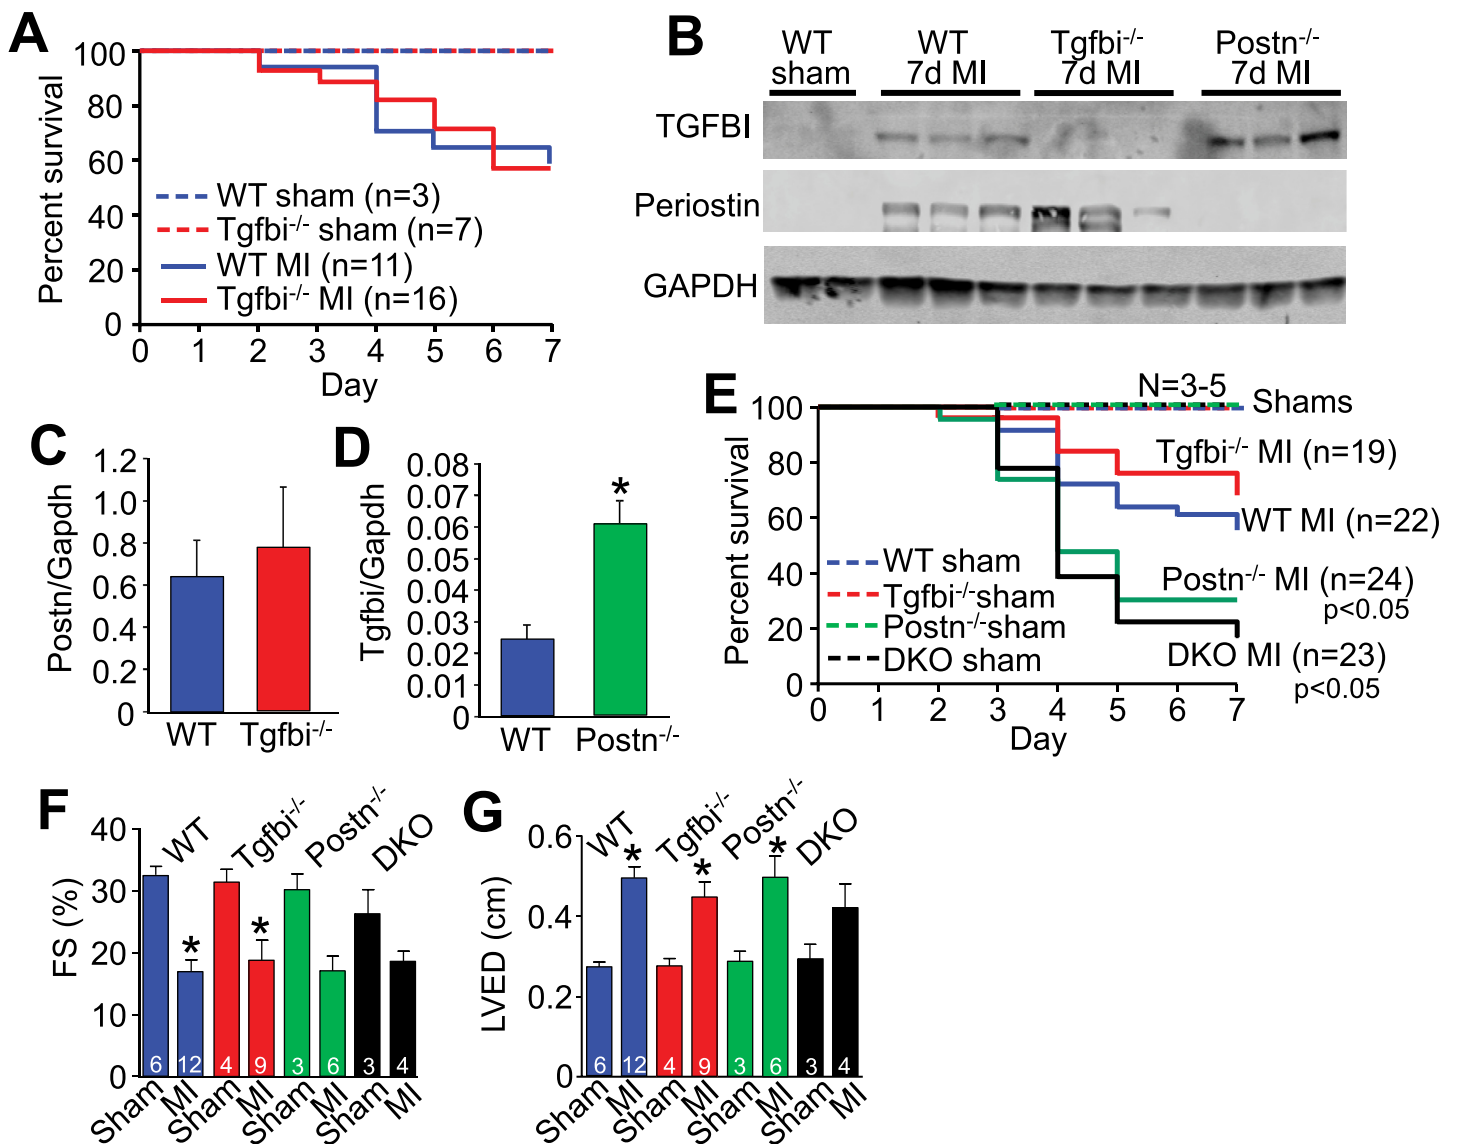 A
100
80
60
40
20
0
Percent survival
WT sham (n=3)
Tgfbi-/- sham (n=7)
WT MI (n=11)
Tgfbi-/- MI (n=16)
0 1 2 3 4 5 6 7
Day
B
WT sham
WT 7d MI
Tgfbi-/- 7d MI
Postn-/- 7d MI
TGFBI
Periostin
GAPDH
C
1.2
1.0
0.8
0.6
0.4
0.2
0
Postn/Gapdh
WT Tgfbi-/-
D
0.08
0.07
0.06
0.05
0.04
0.03
0.02
0.01
0
Tgfbi/Gapdh
*
WT Postn-/-
E
100
80
60
40
20
0
Percent survival
N=3-5
Shams
Tgfbi-/- MI (n=19)
WT MI (n=22)
Postn-/- MI (n=24)
p<0.05
DKO MI (n=23)
p<0.05
WT sham
Tgfbi-/-sham
Postn-/-sham
DKO sham
0 1 2 3 4 5 6 7
Day
F
40
30
20
10
0
FS (%)
WT Tgfbi-/- Postn-/- DKO
* *
6 12 4 9 3 6 3 4
Sham MI Sham MI Sham MI Sham MI
G
0.6
0.4
0.2
0
LVED (cm)
WT Tgfbi-/- Postn-/- DKO
* * *
6 12 4 9 3 6 3 4
Sham MI Sham MI Sham MI Sham MI